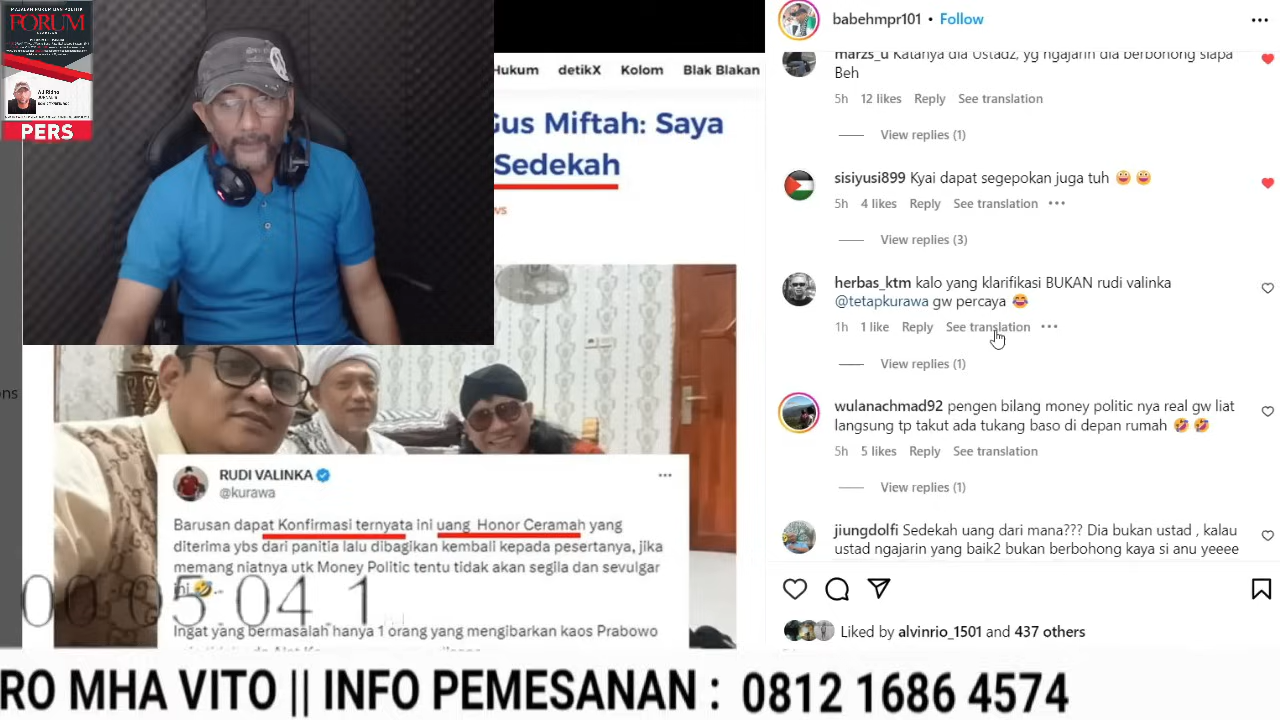 MAJALAH HUKUM DAN POLITIK
FORUM
PERS
Hukum
detikX
Kolom
Blak Blakan
Gus Miftah: Saya
Sedekah
RUDI VALINKA
@kurawa
Barusan dapat Konfirmasi ternyata ini uang Honor Ceramah yang
diterima ybs dari panitia lalu dibagikan kembali kepada pesertanya, jika
memang niatnya utk Money Politic tentu tidak akan segila dan sevulgar
ini 🤣..
Ingat yang bermasalah hanya 1 orang yang mengibarkan kaos Prabowo
00:05:04.1
babehmpr101 • Follow
marzs_u Katanya dia Ustadz, yg ngajarin dia berbohong siapa
Beh
5h 12 likes Reply See translation
View replies (1)
sisiyusi899 Kyai dapat segepokan juga tuh 🤪 🤪
5h 4 likes Reply See translation
View replies (3)
herbas_ktm kalo yang klarifikasi BUKAN rudi valinka
@tetapkurawa gw percaya 😂
1h 1 like Reply See translation
View replies (1)
wulanachmad92 pengen bilang money politic nya real gw liat
langsung tp takut ada tukang baso di depan rumah 🤣 🤣
5h 5 likes Reply See translation
View replies (1)
jiungdolfi Sedekah uang dari mana??? Dia bukan ustad , kalau
ustad ngajarin yang baik2 bukan berbohong kaya si anu yeeee
Liked by alvinrio_1501 and 437 others
RO MHA VITO || INFO PEMESANAN : 0812 1686 4574